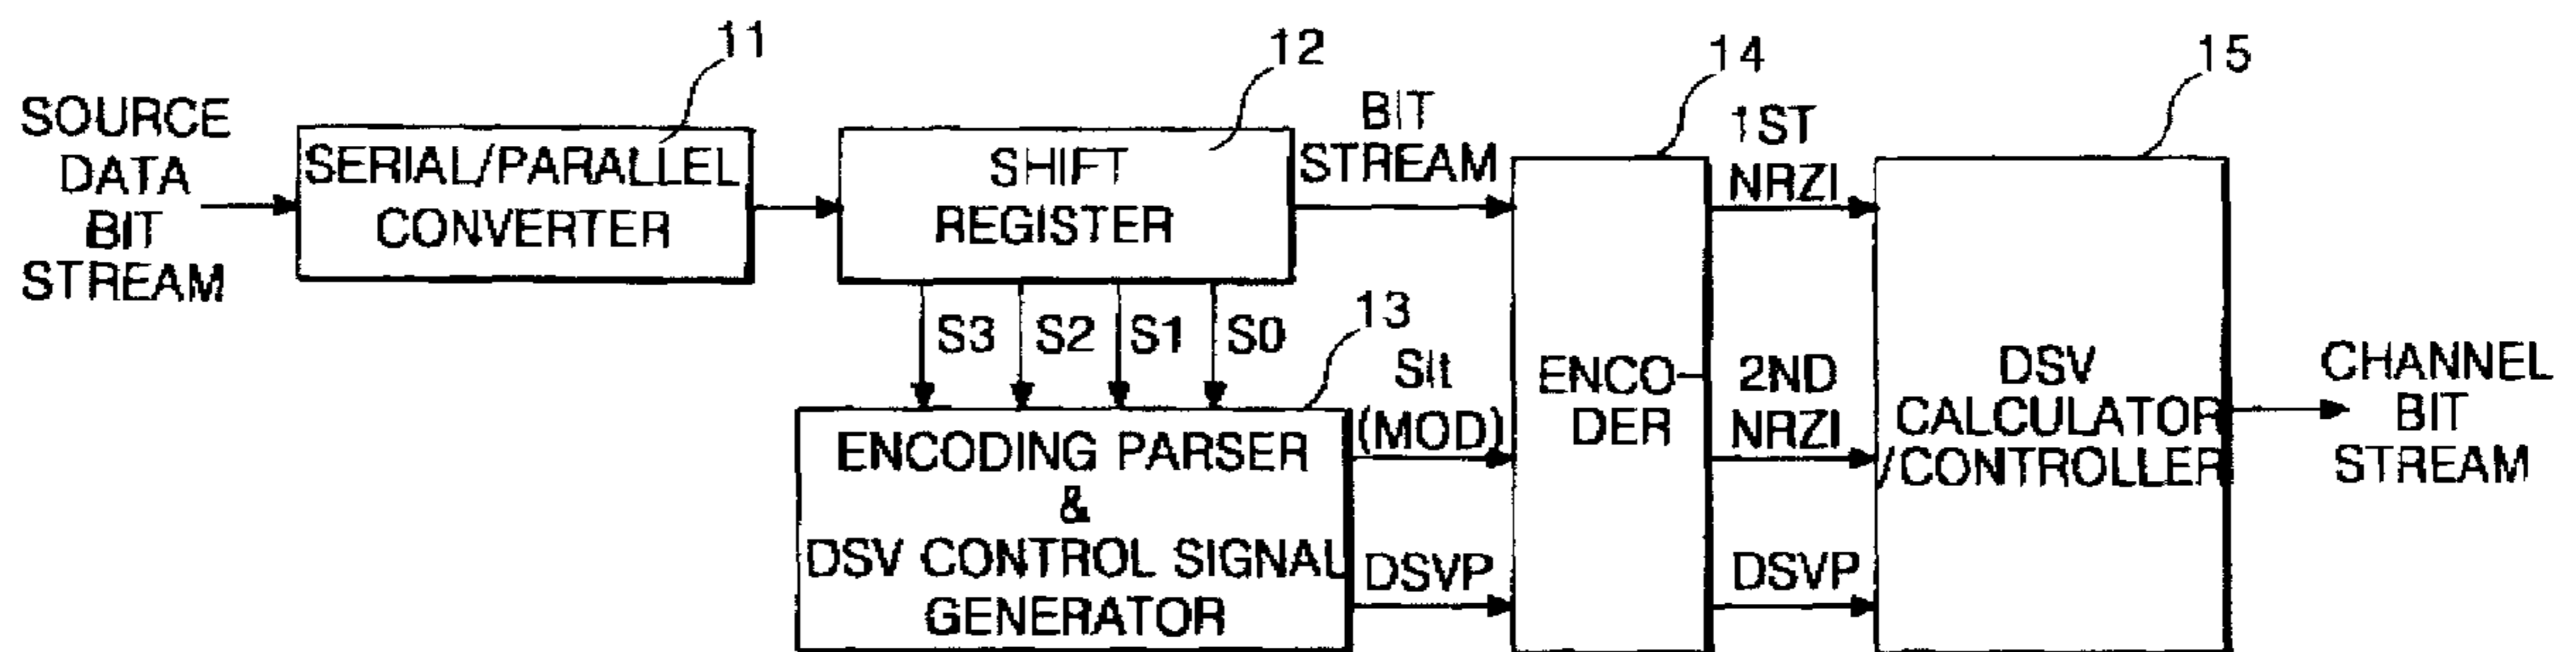 SOURCE
DATA
BIT
STREAM
11
SERIAL/PARALLEL
CONVERTER
12
SHIFT
REGISTER
BIT
STREAM
S3
S2
S1
S0
13
ENCODING PARSER
&
DSV CONTROL SIGNAL
GENERATOR
Slt
(MOD)
DSVP
14
ENCO-
DER
1ST
NRZI
2ND
NRZI
DSVP
15
DSV
CALCULATOR
/CONTROLLER
CHANNEL
BIT
STREAM